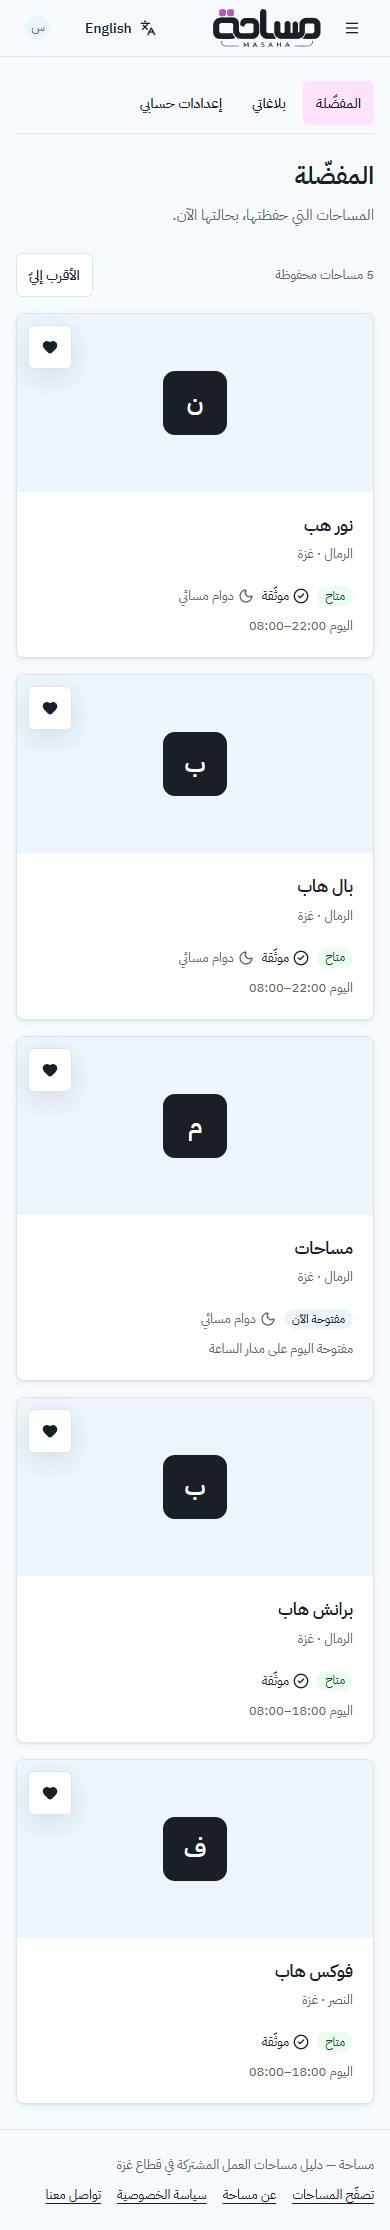 مساحة
MASAHA
English
س
المفضّلة
بلاغاتي
إعدادات حسابي
المفضّلة
المساحات التي حفظتها، بحالتها الآن.
5 مساحات محفوظة
الأقرب إليّ
ن
نور هب
الرمال · غزة
متاح موثّقة دوام مسائي
اليوم 08:00–22:00
ب
بال هاب
الرمال · غزة
متاح موثّقة دوام مسائي
اليوم 08:00–22:00
م
مساحات
الرمال · غزة
مفتوحة الآن دوام مسائي
مفتوحة اليوم على مدار الساعة
ب
برانش هاب
الرمال · غزة
متاح موثّقة
اليوم 08:00–18:00
ف
فوكس هاب
النصر · غزة
متاح موثّقة
اليوم 08:00–18:00
مساحة — دليل مساحات العمل المشتركة في قطاع غزة
تصفّح المساحات عن مساحة سياسة الخصوصية تواصل معنا